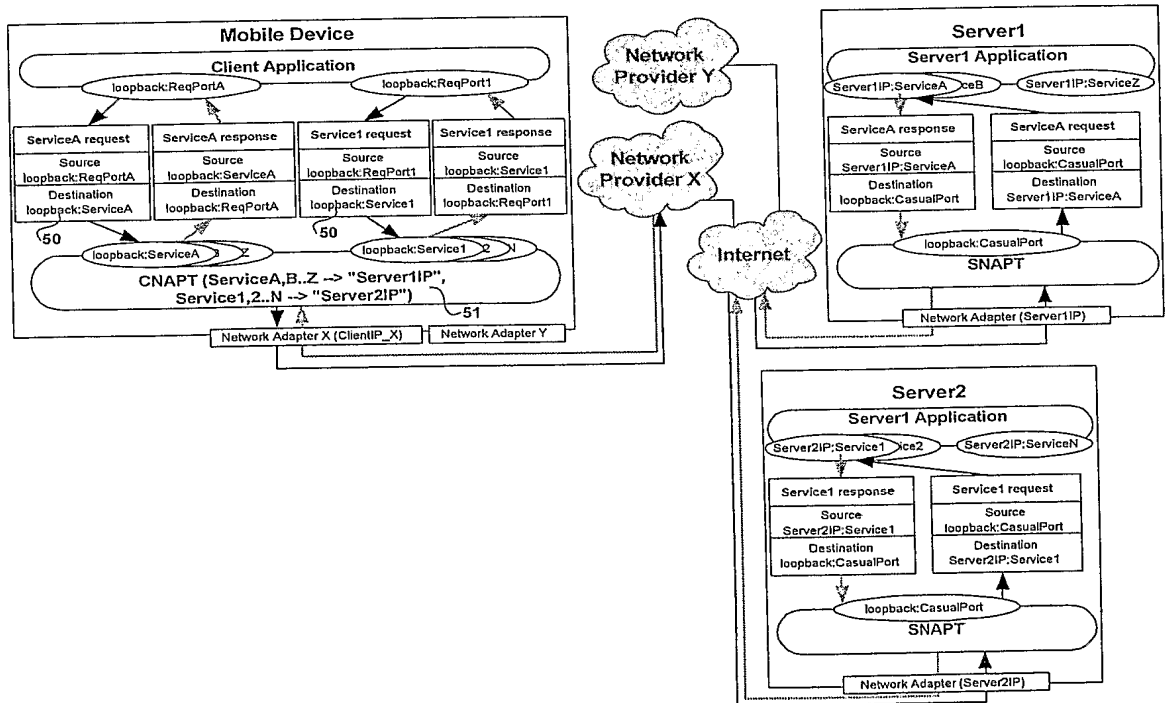 Mobile Device
Client Application
loopback:ReqPortA
loopback:ReqPort1
ServiceA request
Source
loopback:ReqPortA
Destination
loopback:ServiceA
ServiceA response
Source
loopback:ServiceA
Destination
loopback:ReqPortA
Service1 request
Source
loopback:ReqPort1
Destination
loopback:Service1
Service1 response
Source
loopback:Service1
Destination
loopback:ReqPort1
50
50
loopback:ServiceA
Z
loopback:Service1
2
N
CNAPT (ServiceA,B..Z --> "Server1IP",
Service1,2..N --> "Server2IP")
51
Network Adapter X (ClientIP_X)
Network Adapter Y
Network
Provider Y
Network
Provider X
Internet
Server1
Server1 Application
Server1IP:ServiceA
ceB
Server1IP:ServiceZ
ServiceA response
Source
Server1IP:ServiceA
Destination
loopback:CasualPort
ServiceA request
Source
loopback:CasualPort
Destination
Server1IP:ServiceA
loopback:CasualPort
SNAPT
Network Adapter (Server1IP)
Server2
Server1 Application
Server2IP:Service1
ice2
Server2IP:ServiceN
Service1 response
Source
Server2IP:Service1
Destination
loopback:CasualPort
Service1 request
Source
loopback:CasualPort
Destination
Server2IP:Service1
loopback:CasualPort
SNAPT
Network Adapter (Server2IP)